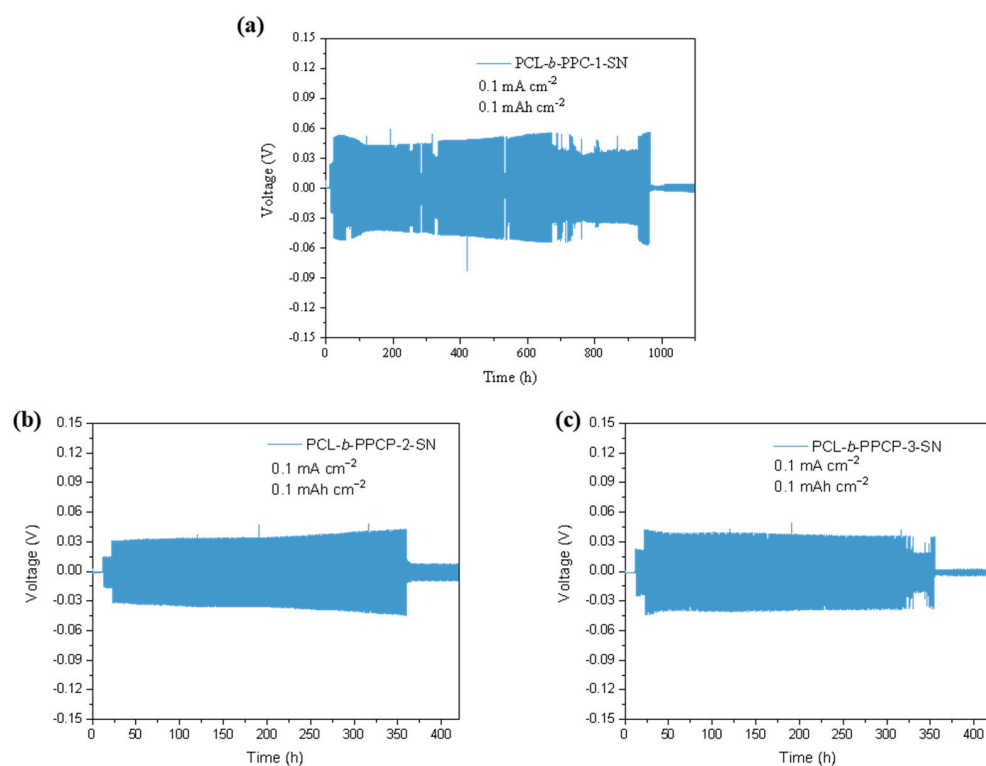 (a)
0.15
0.12
0.09
0.06
0.03
0.00
-0.03
-0.06
-0.09
-0.12
-0.15
Voltage (V)
PCL-b-PPC-1-SN
0.1 mA cm⁻²
0.1 mAh cm⁻²
0 200 400 600 800 1000
Time (h)
(b)
0.15
0.12
0.09
0.06
0.03
0.00
-0.03
-0.06
-0.09
-0.12
-0.15
Voltage (V)
PCL-b-PPCP-2-SN
0.1 mA cm⁻²
0.1 mAh cm⁻²
0 50 100 150 200 250 300 350 400
Time (h)
(c)
0.15
0.12
0.09
0.06
0.03
0.00
-0.03
-0.06
-0.09
-0.12
-0.15
Voltage (V)
PCL-b-PPCP-3-SN
0.1 mA cm⁻²
0.1 mAh cm⁻²
0 50 100 150 200 250 300 350 400
Time (h)